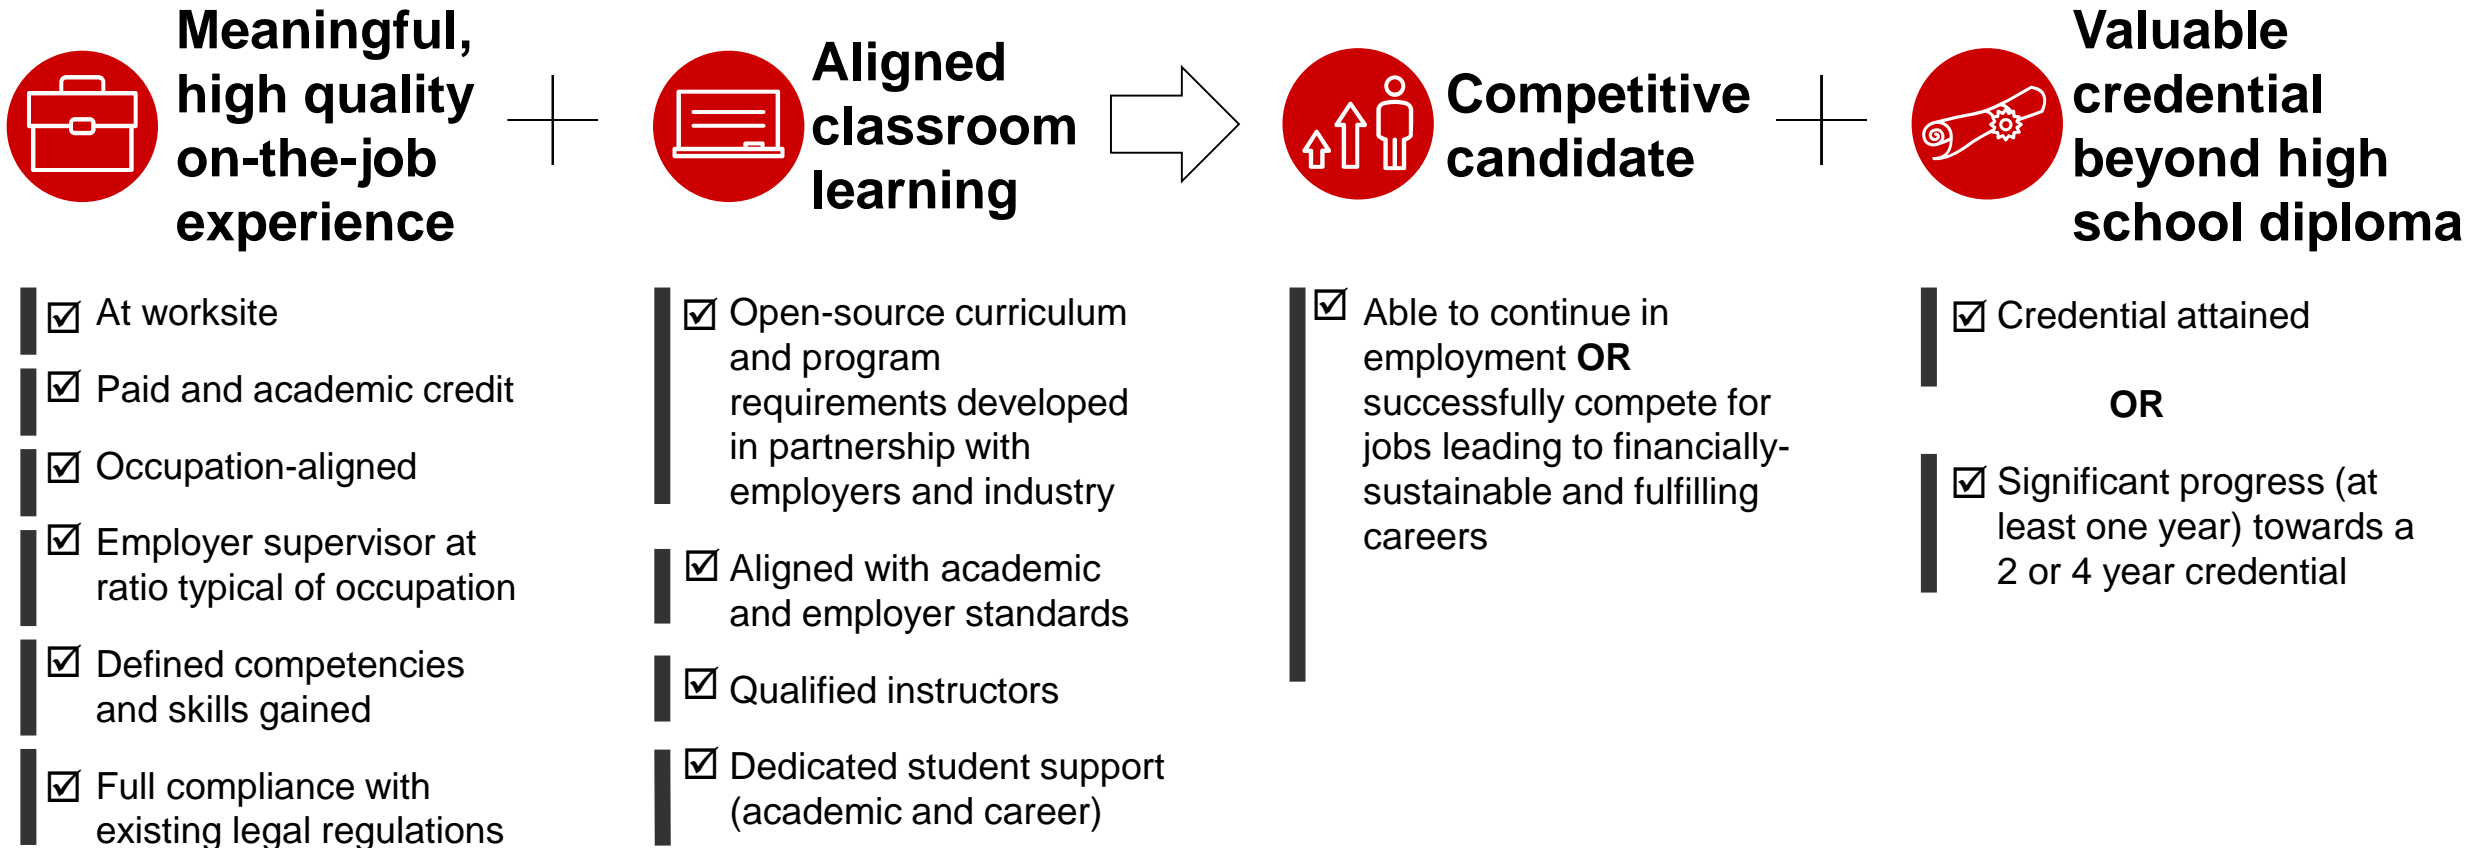 Meaningful,
high quality
on-the-job
experience
Aligned
classroom
learning
Competitive
candidate
Valuable
credential
beyond high
school diploma
At worksite
Paid and academic credit
Occupation-aligned
Employer supervisor at
ratio typical of occupation
Defined competencies
and skills gained
Full compliance with
existing legal regulations
Open-source curriculum
and program
requirements developed
in partnership with
employers and industry
Aligned with academic
and employer standards
Qualified instructors
Dedicated student support
(academic and career)
Able to continue in
employment OR
successfully compete for
jobs leading to financially-
sustainable and fulfilling
careers
Credential attained
OR
Significant progress (at
least one year) towards a
2 or 4 year credential